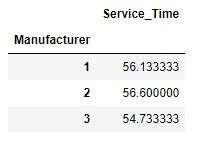 Service_Time
Manufacturer
1 56.133333
2 56.600000
3 54.733333